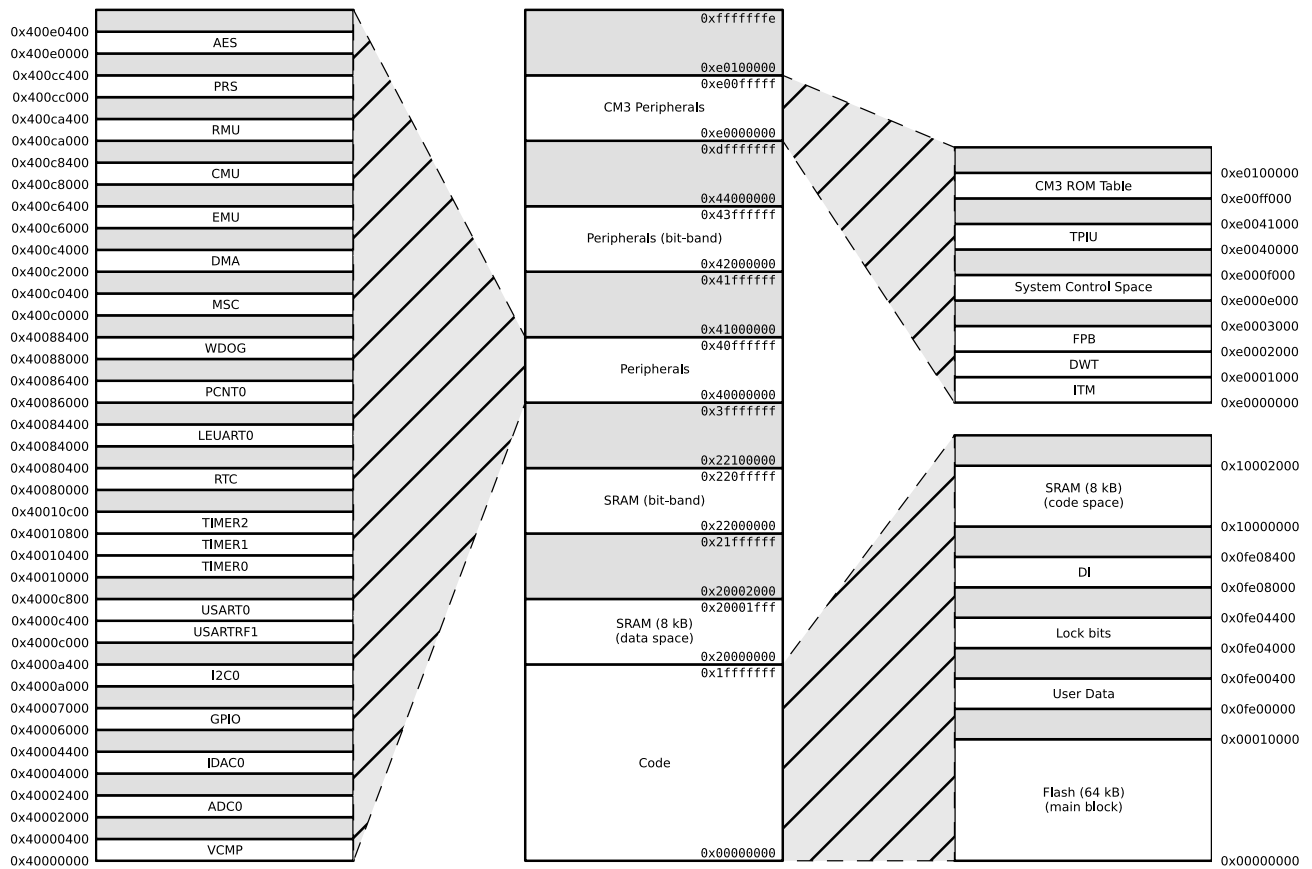 0x400e0400
AES
0x400e0000
0x400cc400
PRS
0x400cc000
0x400ca400
RMU
0x400ca000
0x400c8400
CMU
0x400c8000
0x400c6400
EMU
0x400c6000
0x400c4000
DMA
0x400c2000
0x400c0400
MSC
0x400c0000
0x40088400
WDOG
0x40088000
0x40086400
PCNT0
0x40086000
0x40084400
LEUART0
0x40084000
0x40080400
RTC
0x40080000
0x40010c00
TIMER2
0x40010800
TIMER1
0x40010400
TIMER0
0x40010000
0x4000c800
USART0
0x4000c400
USARTRF1
0x4000c000
0x4000a400
I2C0
0x4000a000
0x40007000
GPIO
0x40006000
0x40004400
IDAC0
0x40004000
0x40002400
ADC0
0x40002000
0x40000400
VCMP
0x40000000
0xfffffffe
0xe0100000
0xe00fffff
CM3 Peripherals
0xe0000000
0xdfffffff
0x44000000
0x43ffffff
Peripherals (bit-band)
0x42000000
0x41ffffff
0x41000000
0x40ffffff
Peripherals
0x40000000
0x3fffffff
0x22100000
0x220fffff
SRAM (bit-band)
0x22000000
0x21ffffff
0x20002000
0x20001fff
SRAM (8 kB)
(data space)
0x20000000
0x1fffffff
Code
0x00000000
0xe0100000
CM3 ROM Table
0xe00ff000
0xe0041000
TPIU
0xe0040000
0xe000f000
System Control Space
0xe000e000
0xe0003000
FPB
0xe0002000
DWT
0xe0001000
ITM
0xe0000000
0x10002000
SRAM (8 kB)
(code space)
0x10000000
0x0fe08400
DI
0x0fe08000
0x0fe04400
Lock bits
0x0fe04000
0x0fe00400
User Data
0x0fe00000
0x00010000
Flash (64 kB)
(main block)
0x00000000